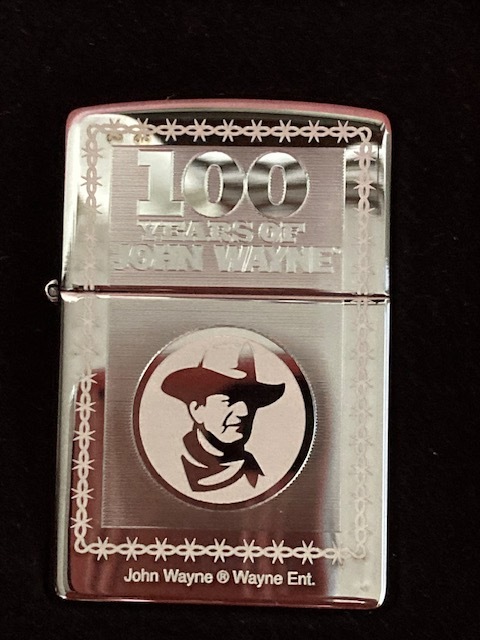 100
YEARS OF
JOHN WAYNE
John Wayne ® Wayne Ent.